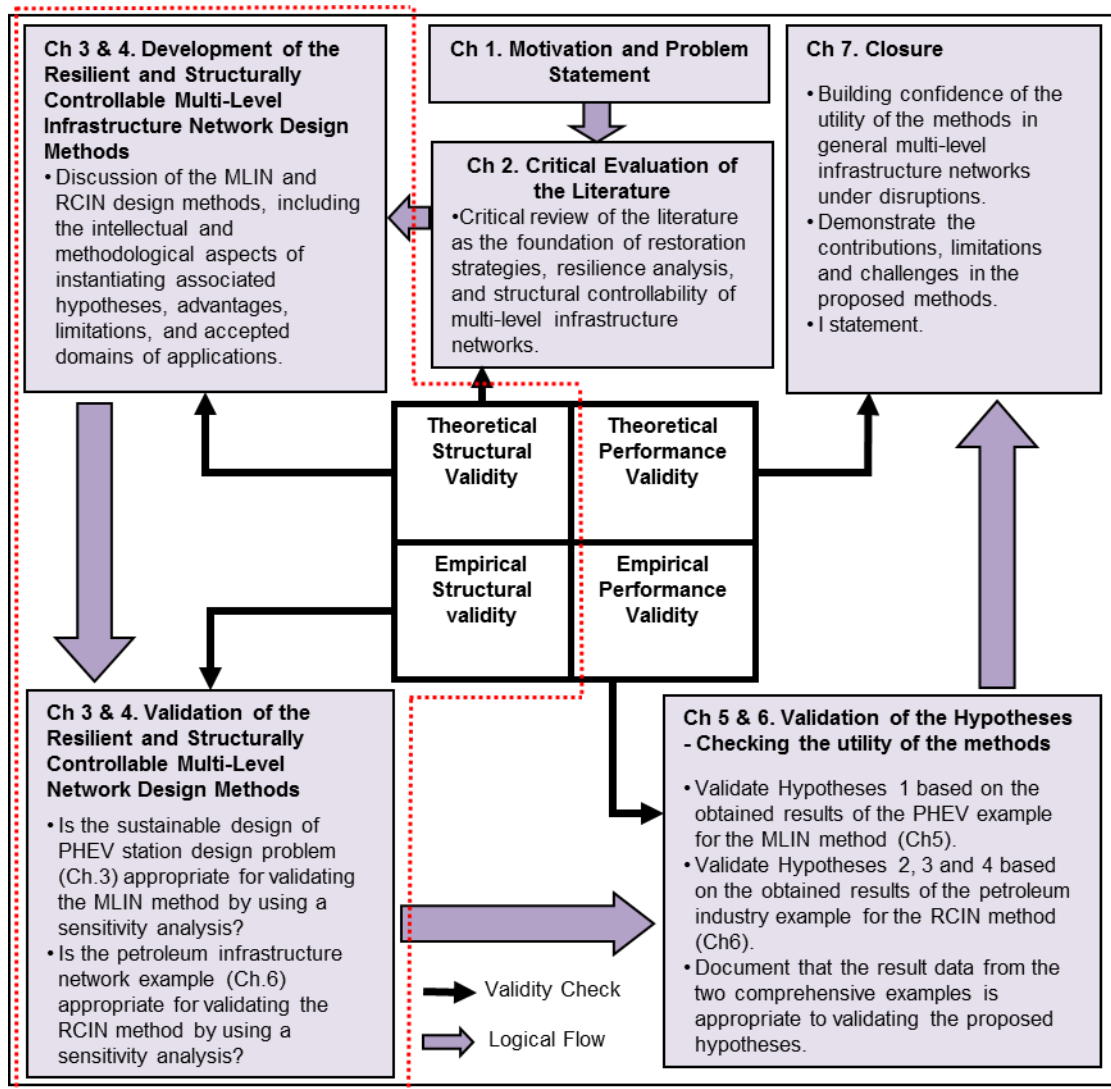 Ch 3 & 4. Development of the
Resilient and Structurally
Controllable Multi-Level
Infrastructure Network Design
Methods
• Discussion of the MLIN and
RCIN design methods, including
the intellectual and
methodological aspects of
instantiating associated
hypotheses, advantages,
limitations, and accepted
domains of applications.
Ch 1. Motivation and Problem
Statement
Ch 2. Critical Evaluation of
the Literature
•Critical review of the literature
as the foundation of restoration
strategies, resilience analysis,
and structural controllability of
multi-level infrastructure
networks.
Ch 7. Closure
• Building confidence of the
utility of the methods in
general multi-level
infrastructure networks
under disruptions.
• Demonstrate the
contributions, limitations
and challenges in the
proposed methods.
• I statement.
Theoretical
Structural
Validity
Theoretical
Performance
Validity
Empirical
Structural
validity
Empirical
Performance
Validity
Ch 3 & 4. Validation of the
Resilient and Structurally
Controllable Multi-Level
Network Design Methods
• Is the sustainable design of
PHEV station design problem
(Ch.3) appropriate for validating
the MLIN method by using a
sensitivity analysis?
• Is the petroleum infrastructure
network example (Ch.6)
appropriate for validating the
RCIN method by using a
sensitivity analysis?
Validity Check
Logical Flow
Ch 5 & 6. Validation of the Hypotheses
- Checking the utility of the methods
• Validate Hypotheses 1 based on the
obtained results of the PHEV example
for the MLIN method (Ch5).
• Validate Hypotheses 2, 3 and 4 based
on the obtained results of the petroleum
industry example for the RCIN method
(Ch6).
• Document that the result data from the
two comprehensive examples is
appropriate to validating the proposed
hypotheses.